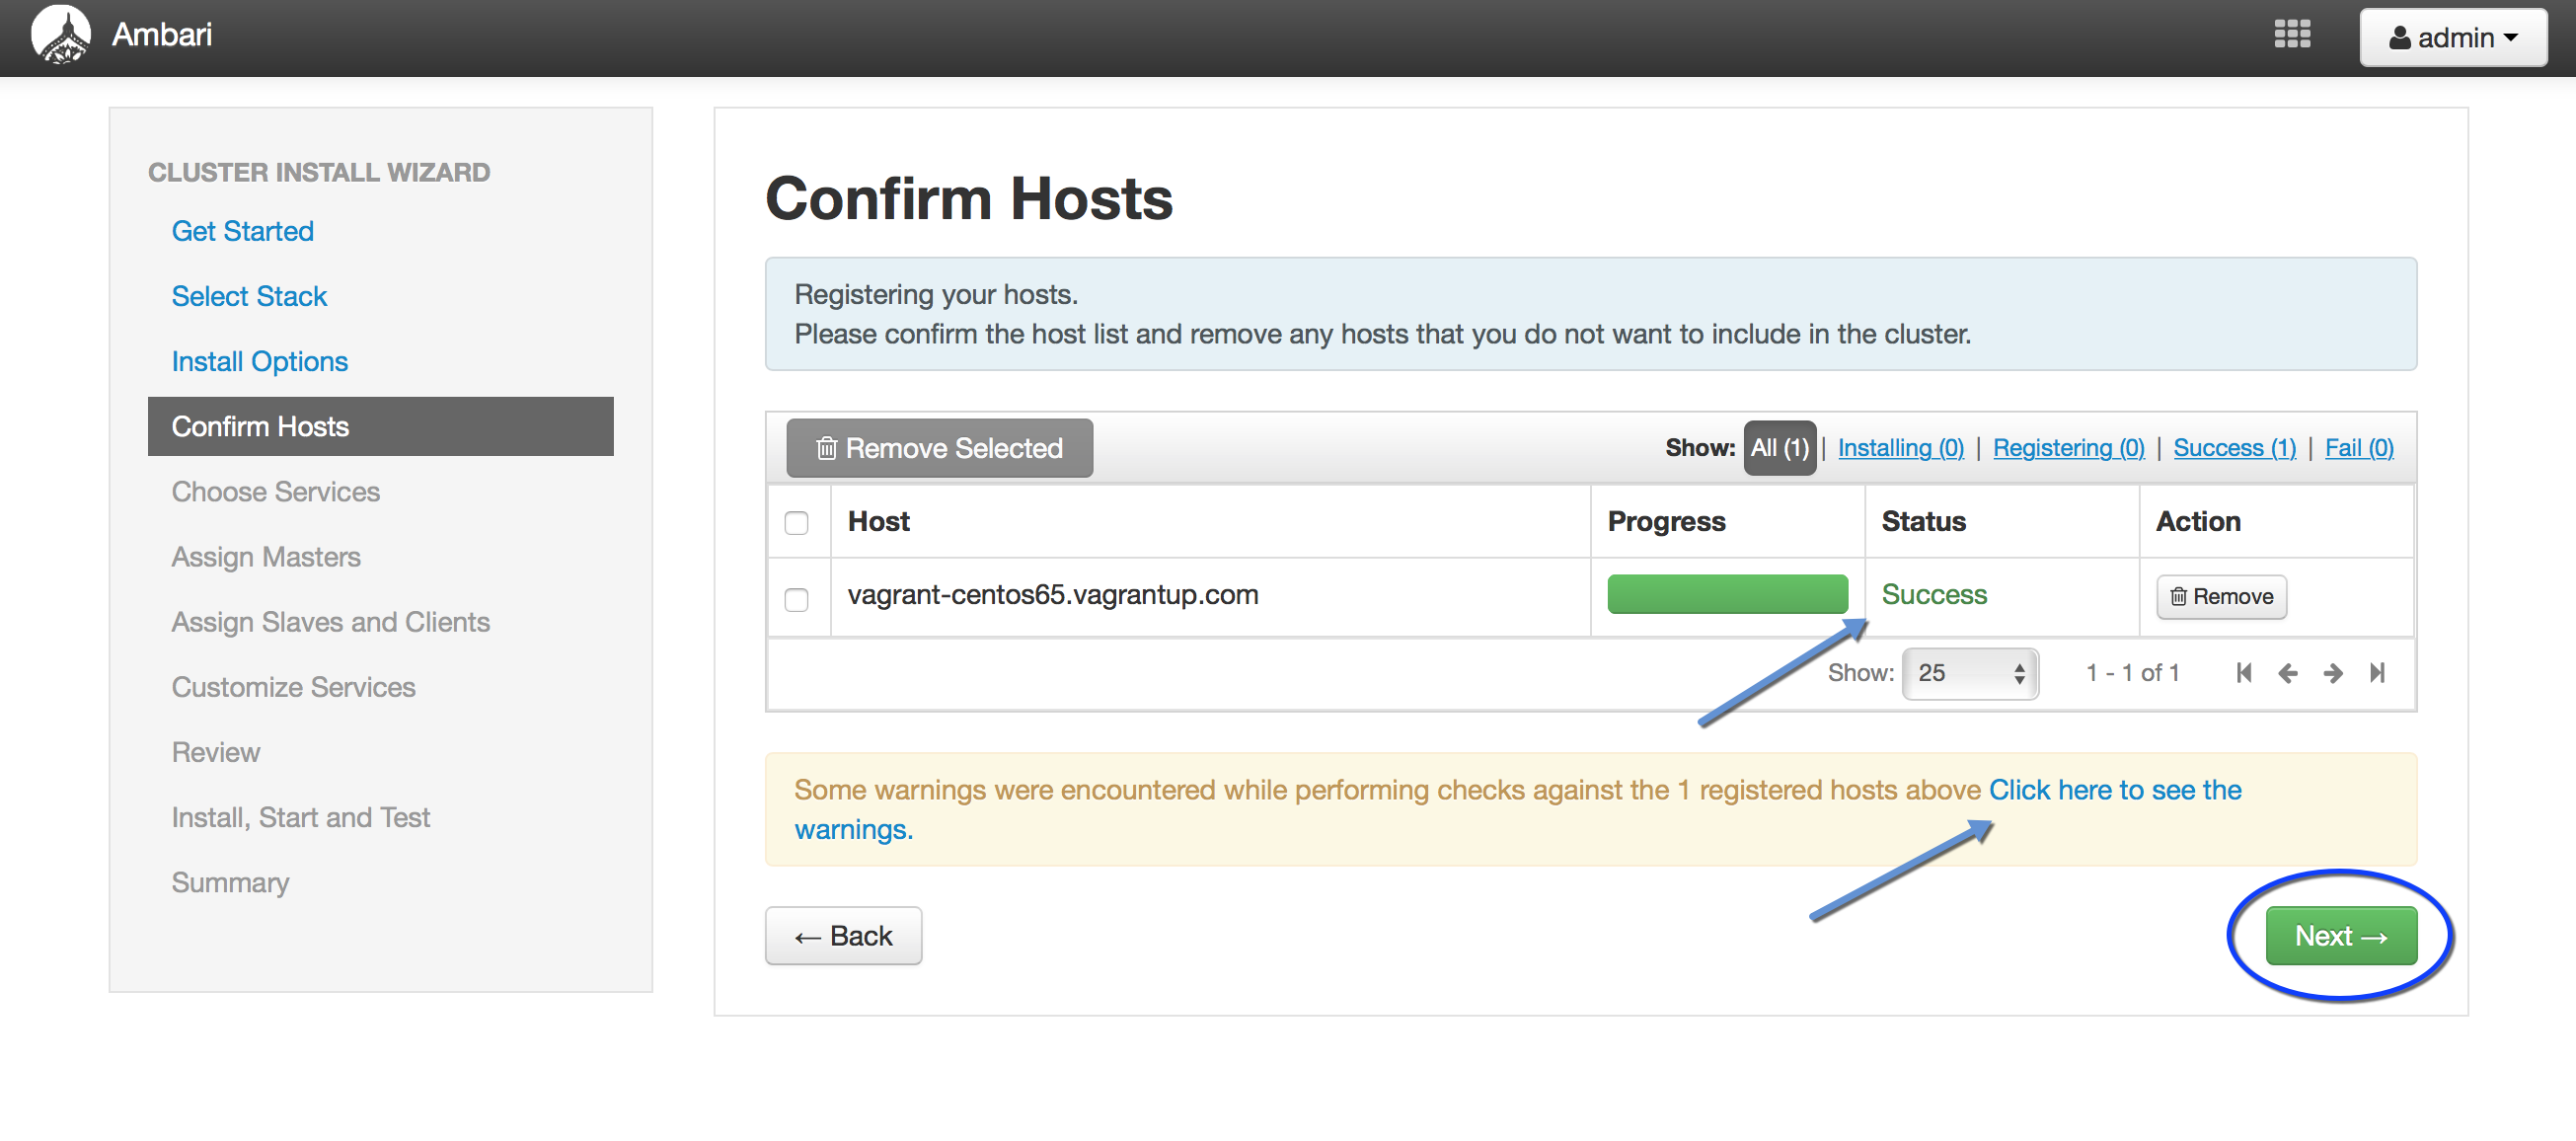 Ambari
admin
CLUSTER INSTALL WIZARD
Get Started
Select Stack
Install Options
Confirm Hosts
Choose Services
Assign Masters
Assign Slaves and Clients
Customize Services
Review
Install, Start and Test
Summary
Confirm Hosts
Registering your hosts.
Please confirm the host list and remove any hosts that you do not want to include in the cluster.
Remove Selected Show: All (1) | Installing (0) | Registering (0) | Success (1) | Fail (0)
Host Progress Status Action
vagrant-centos65.vagrantup.com Success Remove
Show: 25 1 - 1 of 1
Some warnings were encountered while performing checks against the 1 registered hosts above Click here to see the
warnings.
← Back Next →